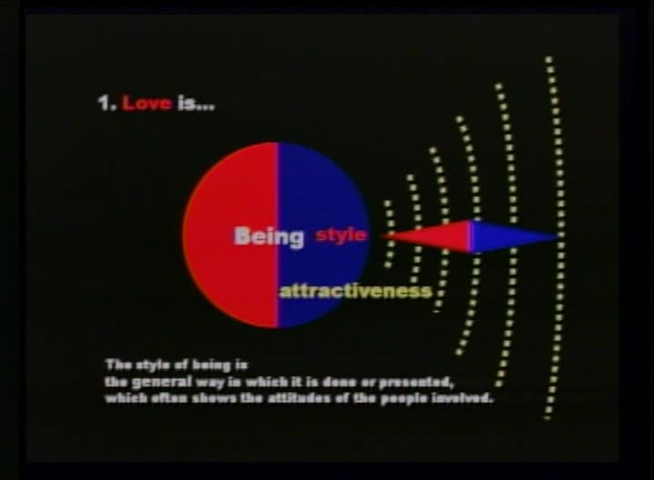 1. Love is...
Being style
attractiveness
The style of being is
the general way in which it is done or presented,
which often shows the attitudes of the people involved.